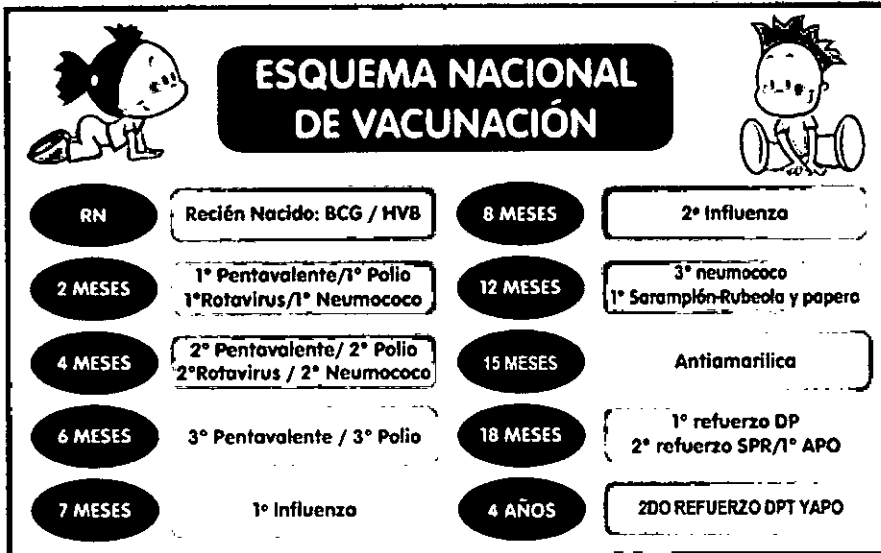 ESQUEMA NACIONAL
DE VACUNACIÓN
RN
Recién Nacido: BCG / HVB
2 MESES
1° Pentavalente/1° Polio
1°Rotavirus/1° Neumococo
4 MESES
2° Pentavalente/ 2° Polio
2°Rotavirus / 2° Neumococo
6 MESES
3° Pentavalente / 3° Polio
7 MESES
1° Influenza
8 MESES
2° Influenza
12 MESES
3° neumococo
1° Sarampión-Rubeola y papera
15 MESES
Antiamarilica
18 MESES
1° refuerzo DP
2° refuerzo SPR/1° APO
4 AÑOS
2DO REFUERZO DPT YAPO